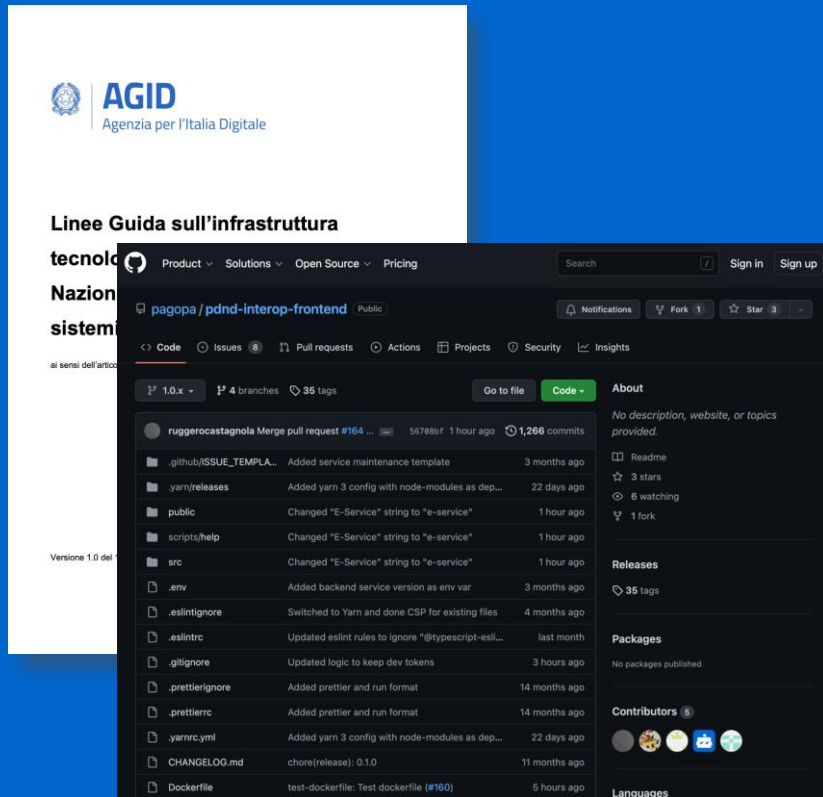 AGID
Agenzia per l'Italia Digitale
Linee Guida sull'infrastruttura
tecnolo
Nazion
sistemi
ai sensi dell'artico
Versione 1.0 del
Product Solutions Open Source Pricing Search / Sign in Sign up
pagopa / pdnd-interop-frontend Public Notifications Fork 1 Star 3
Code Issues 8 Pull requests Actions Projects Security Insights
1.0.x 4 branches 35 tags Go to file Code
ruggerocastagnola Merge pull request #164 ... 56708bf 1 hour ago 1,266 commits
.github/ISSUE_TEMPLA... Added service maintenance template 3 months ago
.yarn/releases Added yarn 3 config with node-modules as dep... 22 days ago
public Changed "E-Service" string to "e-service" 1 hour ago
scripts/help Changed "E-Service" string to "e-service" 1 hour ago
src Changed "E-Service" string to "e-service" 1 hour ago
.env Added backend service version as env var 3 months ago
.eslintignore Switched to Yarn and done CSP for existing files 4 months ago
.eslintrc Updated eslint rules to ignore "@typescript-esli... last month
.gitignore Updated logic to keep dev tokens 3 hours ago
.prettierignore Added prettier and run format 14 months ago
.prettierrc Added prettier and run format 14 months ago
.yarnrc.yml Added yarn 3 config with node-modules as dep... 22 days ago
CHANGELOG.md chore(release): 0.1.0 11 months ago
Dockerfile test-dockerfile: Test dockerfile (#160) 5 hours ago
About
No description, website, or topics
provided.
Readme
3 stars
6 watching
1 fork
Releases
35 tags
Packages
No packages published
Contributors 5
Languages